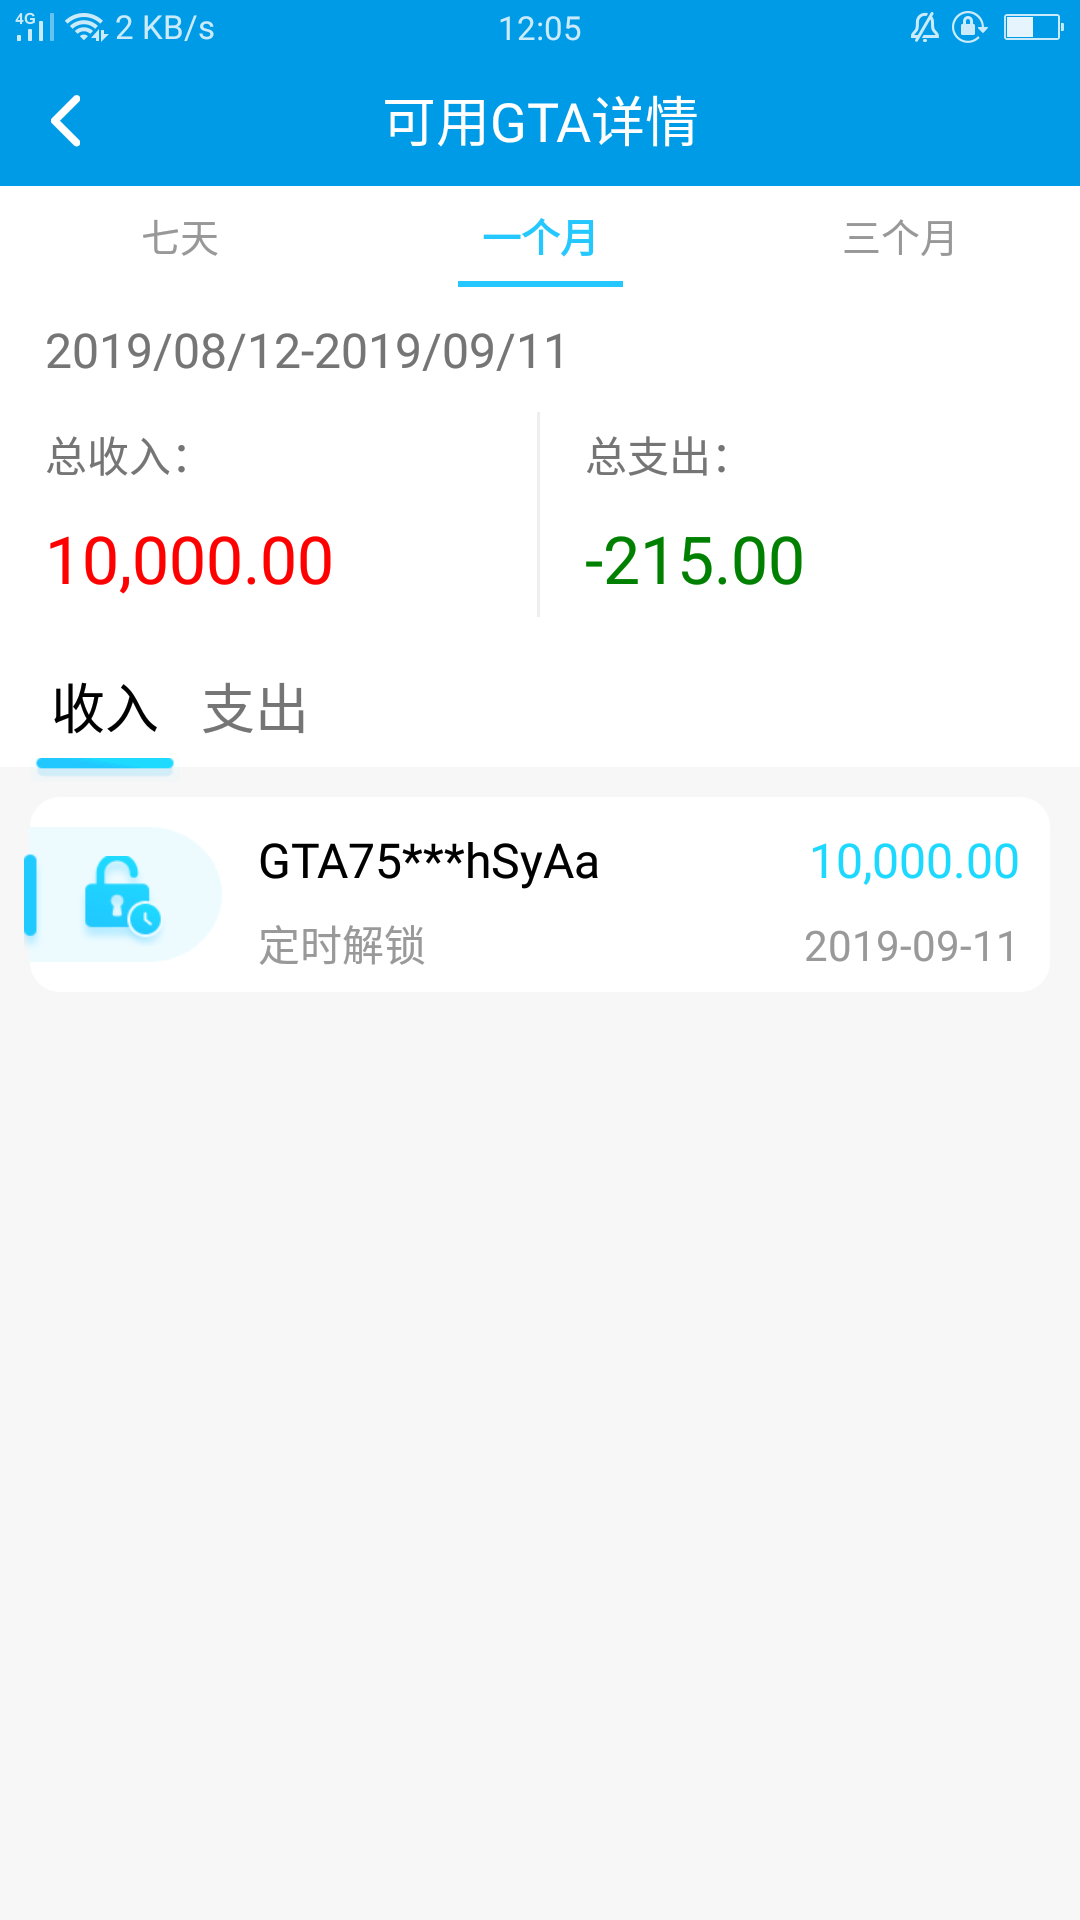 4G 2 KB/s 12:05
可用GTA详情
七天 一个月 三个月
2019/08/12-2019/09/11
总收入： 总支出：
10,000.00 -215.00
收入 支出
GTA75***hSyAa 10,000.00
定时解锁 2019-09-11